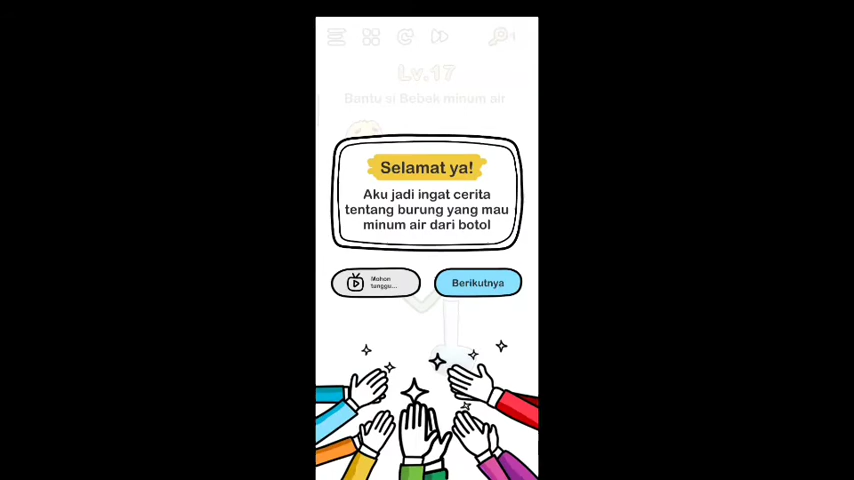 Lv.17
Bantu si Bebek minum air
Selamat ya!
Aku jadi ingat cerita
tentang burung yang mau
minum air dari botol
Mohon
tunggu...
Berikutnya